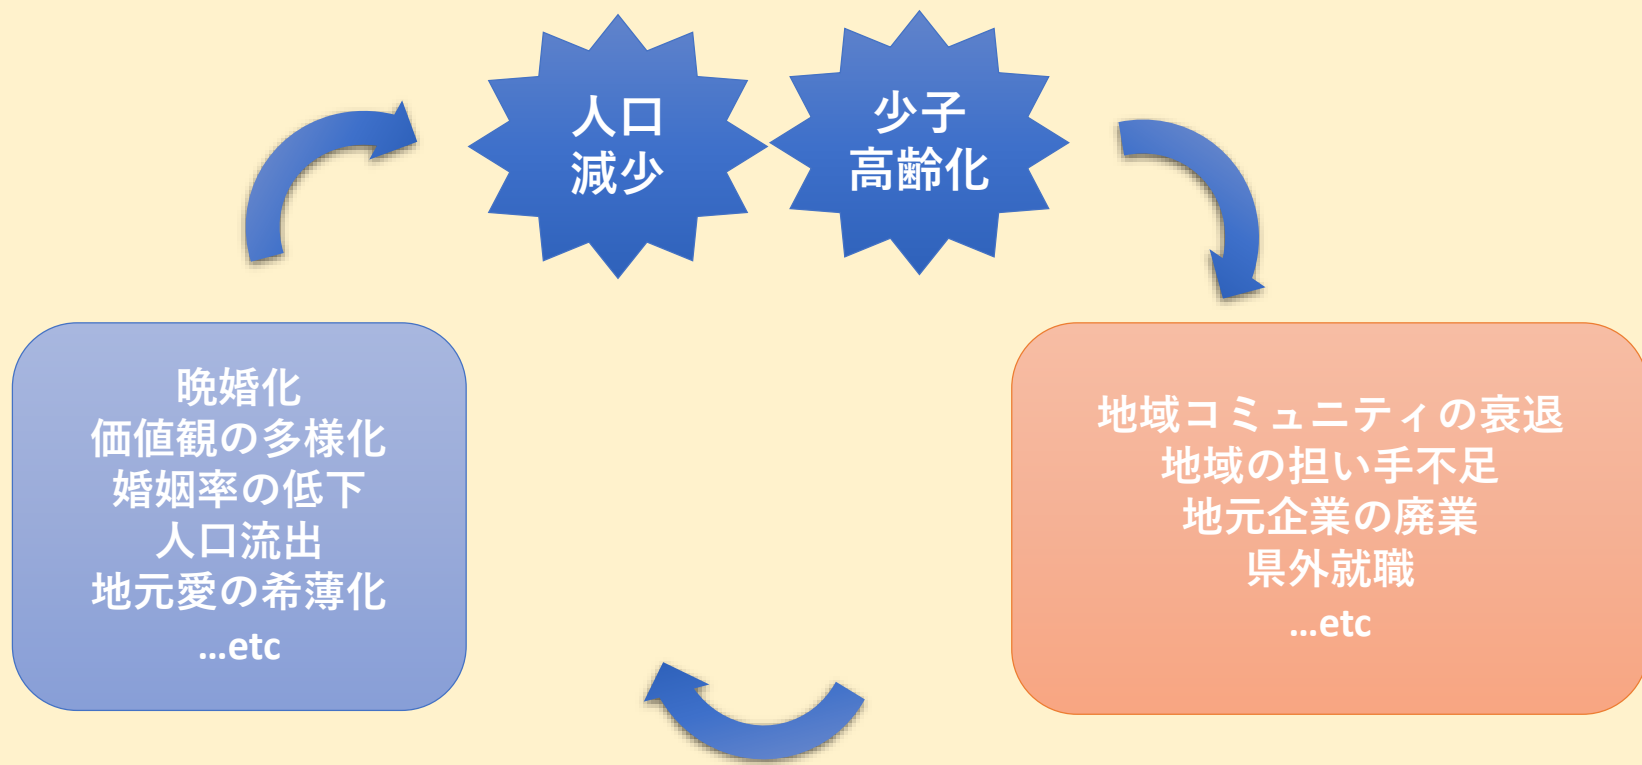 人口
減少
少子
高齢化
晩婚化
価値観の多様化
婚姻率の低下
人口流出
地元愛の希薄化
…etc
地域コミュニティの衰退
地域の担い手不足
地元企業の廃業
県外就職
…etc